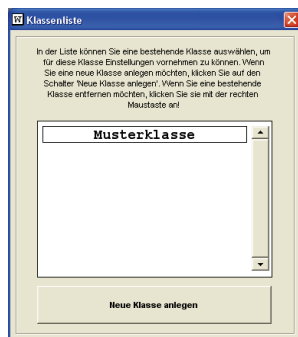 Klassenliste
In der Liste können Sie eine bestehende Klasse auswählen, um
für diese Klasse Einstellungen vornehmen zu können. Wenn
Sie eine neue Klasse anlegen möchten, klicken Sie auf den
Schalter 'Neue Klasse anlegen'. Wenn Sie eine bestehende
Klasse entfernen möchten, klicken Sie sie mit der rechten
Maustaste an!
Musterklasse
Neue Klasse anlegen